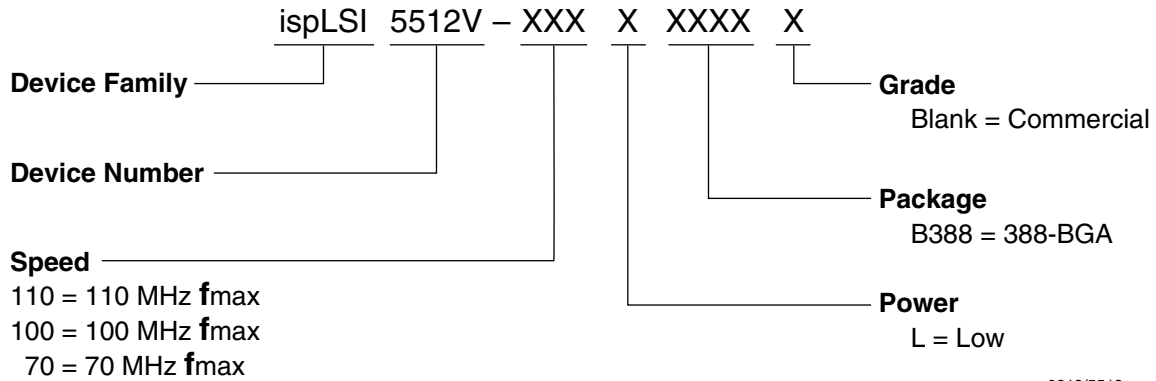 ispLSI 5512V – XXX X XXXX X
Device Family
Grade
Blank = Commercial
Device Number
Package
B388 = 388-BGA
Speed
110 = 110 MHz fmax
100 = 100 MHz fmax
70 = 70 MHz fmax
Power
L = Low